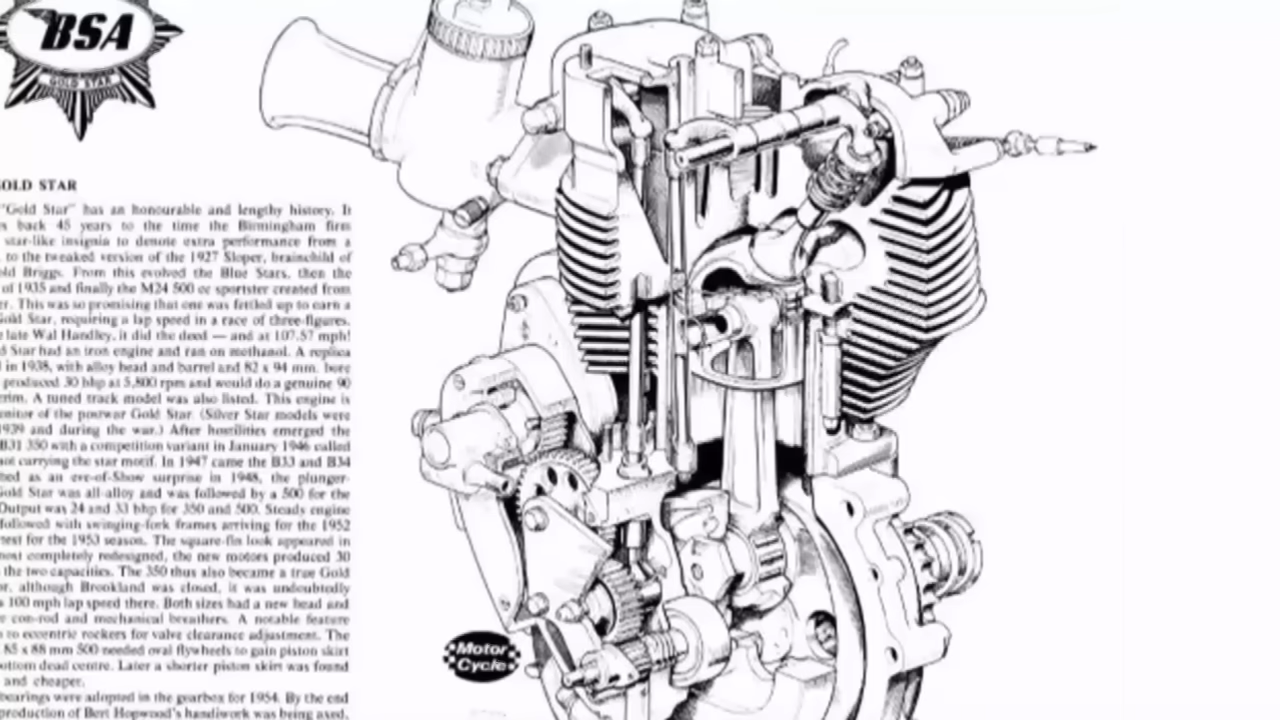 BSA
GOLD STAR
GOLD STAR
"Gold Star" has an honourable and lengthy history. It
back 45 years to the time the Birmingham firm
star-like insignia to denote extra performance from a
to the tweaked version of the 1927 Sloper, brainchild of
old Briggs. From this evolved the Blue Stars, then the
of 1935 and finally the M24 500 cc sportster created from
er. This was so promising that one was fettled up to earn a
Gold Star, requiring a lap speed in a race of three-figures.
late Wal Handley, it did the deed — and at 107.57 mph!
d Star had an iron engine and ran on methanol. A replica
in 1938, with alloy head and barrel and 82 x 94 mm. bore
produced 30 bhp at 5,800 rpm and would do a genuine 90
trim. A tuned track model was also listed. This engine is
of the postwar Gold Star. (Silver Star models were
1939 and during the war.) After hostilities emerged the
B31 350 with a competition variant in January 1946 called
not carrying the star motif. In 1947 came the B33 and B34
ted as an eve-of-Show surprise in 1948, the plunger-
Gold Star was all-alloy and was followed by a 500 for the
Output was 24 and 33 bhp for 350 and 500. Steady engine
followed with swinging-fork frames arriving for the 1952
test for the 1953 season. The square-fin look appeared in
most completely redesigned, the new motors produced 30
the two capacities. The 350 thus also became a true Gold
or, although Brookland was closed, it was undoubtedly
100 mph lap speed there. Both sizes had a new head and
con-rod and mechanical breathers. A notable feature
to eccentric rockers for valve clearance adjustment. The
85 x 88 mm 500 needed oval flywheels to gain piston skirt
ottom dead centre. Later a shorter piston skirt was found
and cheaper.
bearings were adopted in the gearbox for 1954. By the end
production of Bert Hopwood's handiwork was being axed,
Motor
Cycle